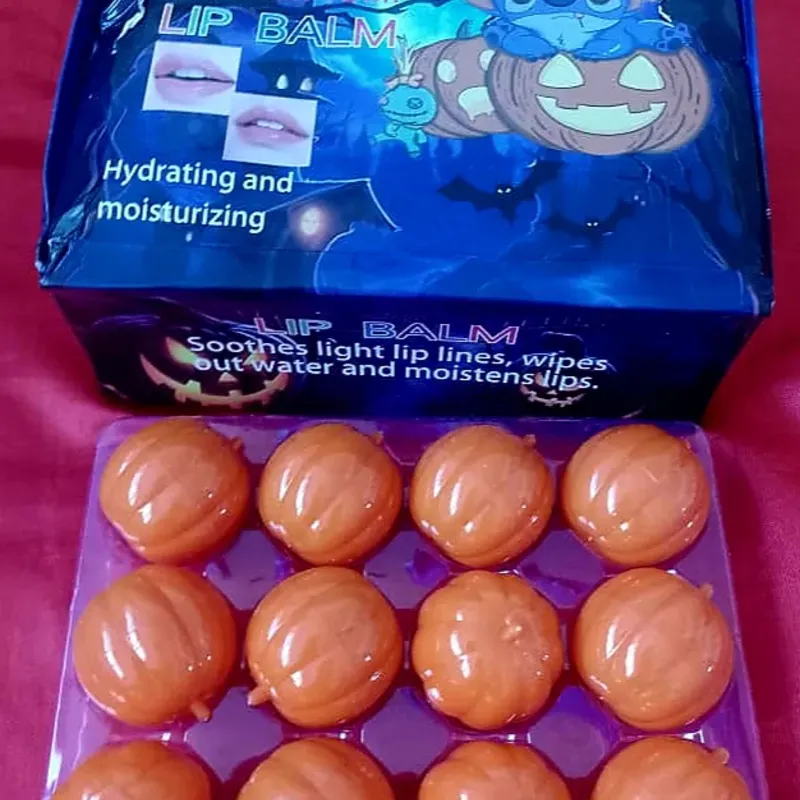 LIP BALM
Hydrating and
moisturizing
LIP BALM
Soothes light lip lines, wipes
out water and moistens lips.